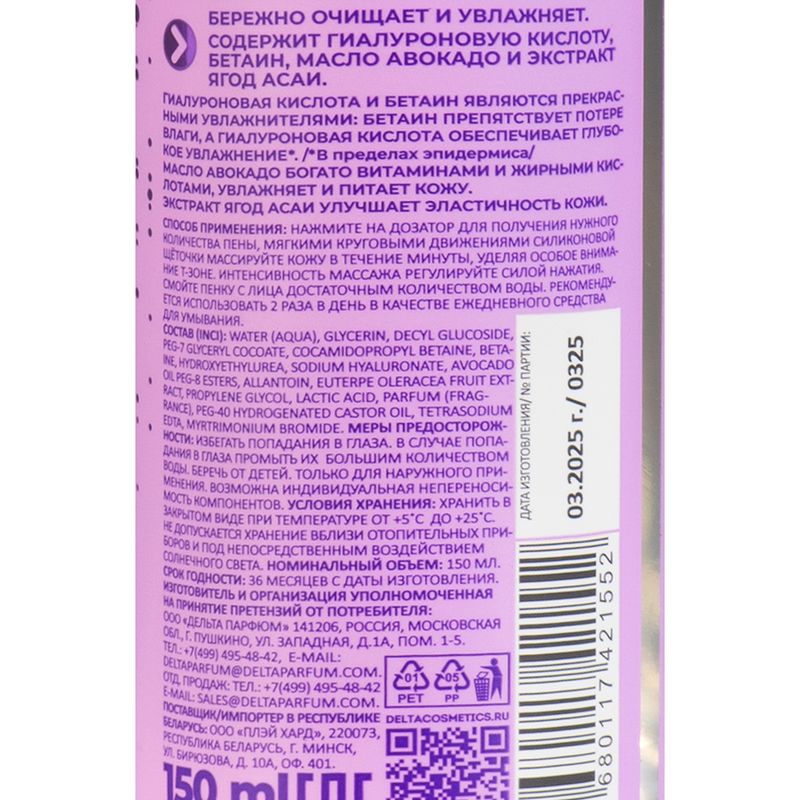 БЕРЕЖНО ОЧИЩАЕТ И УВЛАЖНЯЕТ.
СОДЕРЖИТ ГИАЛУРОНОВУЮ КИСЛОТУ,
БЕТАИН, МАСЛО АВОКАДО И ЭКСТРАКТ
ЯГОД АСАИ.
ГИАЛУРОНОВАЯ КИСЛОТА И БЕТАИН ЯВЛЯЮТСЯ ПРЕКРАС-
НЫМИ УВЛАЖНИТЕЛЯМИ: БЕТАИН ПРЕПЯТСТВУЕТ ПОТЕРЕ
ВЛАГИ, А ГИАЛУРОНОВАЯ КИСЛОТА ОБЕСПЕЧИВАЕТ ГЛУБО-
КОЕ УВЛАЖНЕНИЕ*. /*В пределах эпидермиса/
МАСЛО АВОКАДО БОГАТО ВИТАМИНАМИ И ЖИРНЫМИ КИС-
ЛОТАМИ, УВЛАЖНЯЕТ И ПИТАЕТ КОЖУ.
ЭКСТРАКТ ЯГОД АСАИ УЛУЧШАЕТ ЭЛАСТИЧНОСТЬ КОЖИ.
СПОСОБ ПРИМЕНЕНИЯ: НАЖМИТЕ НА ДОЗАТОР ДЛЯ ПОЛУЧЕНИЯ НУЖНОГО
КОЛИЧЕСТВА ПЕНЫ, МЯГКИМИ КРУГОВЫМИ ДВИЖЕНИЯМИ СИЛИКОНОВОЙ
ЩЁТОЧКИ МАССИРУЙТЕ КОЖУ В ТЕЧЕНИЕ МИНУТЫ, УДЕЛЯЯ ОСОБОЕ ВНИМА-
НИЕ Т-ЗОНЕ. ИНТЕНСИВНОСТЬ МАССАЖА РЕГУЛИРУЙТЕ СИЛОЙ НАЖАТИЯ.
СМОЙТЕ ПЕНКУ С ЛИЦА ДОСТАТОЧНЫМ КОЛИЧЕСТВОМ ВОДЫ. РЕКОМЕНДУ-
ЕТСЯ ИСПОЛЬЗОВАТЬ 2 РАЗА В ДЕНЬ В КАЧЕСТВЕ ЕЖЕДНЕВНОГО СРЕДСТВА
ДЛЯ УМЫВАНИЯ.
СОСТАВ (INCI): WATER (AQUA), GLYCERIN, DECYL GLUCOSIDE,
PEG-7 GLYCERYL COCOATE, COCAMIDOPROPYL BETAINE, BETA-
INE, HYDROXYETHYLUREA, SODIUM HYALURONATE, AVOCADO
OIL PEG-8 ESTERS, ALLANTOIN, EUTERPE OLERACEA FRUIT EXT-
RACT, PROPYLENE GLYCOL, LACTIC ACID, PARFUM (FRAG-
RANCE), PEG-40 HYDROGENATED CASTOR OIL, TETRASODIUM
EDTA, MYRTRIMONIUM BROMIDE. МЕРЫ ПРЕДОСТОРОЖ-
НОСТИ: ИЗБЕГАТЬ ПОПАДАНИЯ В ГЛАЗА. В СЛУЧАЕ ПОПА-
ДАНИЯ В ГЛАЗА ПРОМЫТЬ ИХ БОЛЬШИМ КОЛИЧЕСТВОМ
ВОДЫ. БЕРЕЧЬ ОТ ДЕТЕЙ. ТОЛЬКО ДЛЯ НАРУЖНОГО ПРИ-
МЕНЕНИЯ. ВОЗМОЖНА ИНДИВИДУАЛЬНАЯ НЕПЕРЕНОСИ-
МОСТЬ КОМПОНЕНТОВ. УСЛОВИЯ ХРАНЕНИЯ: ХРАНИТЬ В
ЗАКРЫТОМ ВИДЕ ПРИ ТЕМПЕРАТУРЕ ОТ +5°C ДО +25°C.
НЕ ДОПУСКАЕТСЯ ХРАНЕНИЕ ВБЛИЗИ ОТОПИТЕЛЬНЫХ ПРИ-
БОРОВ И ПОД НЕПОСРЕДСТВЕННЫМ ВОЗДЕЙСТВИЕМ
СОЛНЕЧНОГО СВЕТА. НОМИНАЛЬНЫЙ ОБЪЕМ: 150 МЛ.
СРОК ГОДНОСТИ: 36 МЕСЯЦЕВ С ДАТЫ ИЗГОТОВЛЕНИЯ.
ИЗГОТОВИТЕЛЬ И ОРГАНИЗАЦИЯ УПОЛНОМОЧЕННАЯ
НА ПРИНЯТИЕ ПРЕТЕНЗИЙ ОТ ПОТРЕБИТЕЛЯ:
ООО «ДЕЛЬТА ПАРФЮМ» 141206, РОССИЯ, МОСКОВСКАЯ
ОБЛ., Г. ПУШКИНО, УЛ. ЗАПАДНАЯ, Д.1А, ПОМ. 1-5.
ТЕЛ.: +7(499) 495-48-42, E-MAIL:
DELTAPARFUM@DELTAPARFUM.COM.
ОТД. ПРОДАЖ: ТЕЛ.: +7(499) 495-48-42
E-MAIL: SALES@DELTAPARFUM.COM.
ПОСТАВЩИК/ИМПОРТЕР В РЕСПУБЛИКЕ
БЕЛАРУСЬ: ООО «ПЛЭЙ ХАРД», 220073,
РЕСПУБЛИКА БЕЛАРУСЬ, Г. МИНСК,
УЛ. БИРЮЗОВА, Д. 10А, ОФ. 401.
150 ml
01
PET
05
PP
DELTACOSMETICS.RU
ДАТА ИЗГОТОВЛЕНИЯ/ № ПАРТИИ:
03.2025 г./ 0325
4680117421552